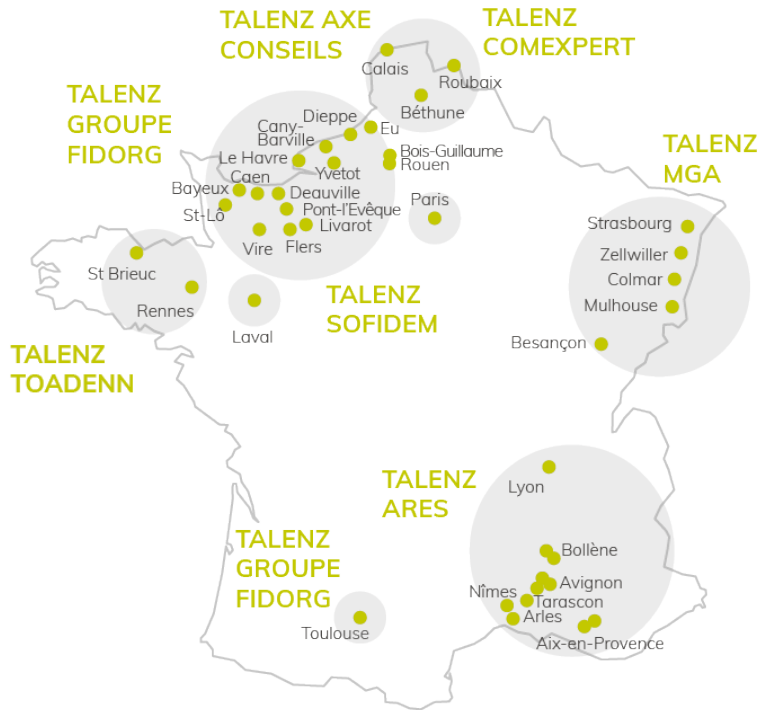 TALENZ AXE
CONSEILS
TALENZ
COMEXPERT
Calais
Roubaix
Béthune
TALENZ
GROUPE
FIDORG
Dieppe
Eu
Cany-
Barville
Bois-Guillaume
Le Havre
Yvetot
Rouen
Caen
Bayeux
Deauville
St-Lô
Pont-l'Evêque
Livarot
Vire
Flers
Paris
TALENZ
MGA
Strasbourg
Zellwiller
Colmar
Mulhouse
Besançon
St Brieuc
Rennes
TALENZ
SOFIDEM
Laval
TALENZ
TOADENN
TALENZ
ARES
Lyon
Bollène
Avignon
Nîmes
Tarascon
Arles
Aix-en-Provence
TALENZ
GROUPE
FIDORG
Toulouse